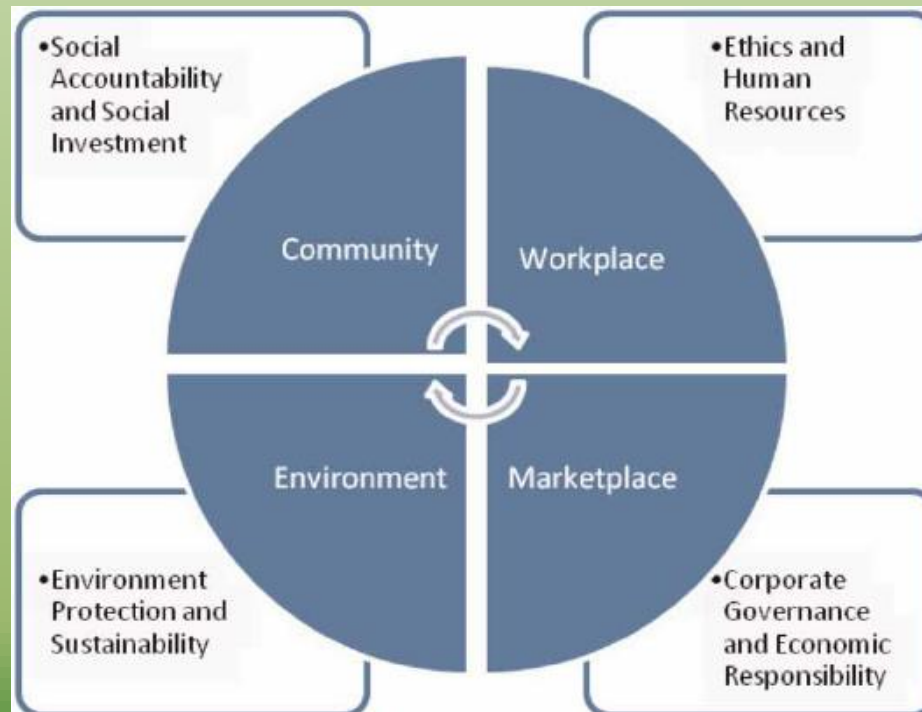 •Social
Accountability
and Social
Investment
•Ethics and
Human
Resources
Community
Workplace
Environment
Marketplace
•Environment
Protection and
Sustainability
•Corporate
Governance
and Economic
Responsibility